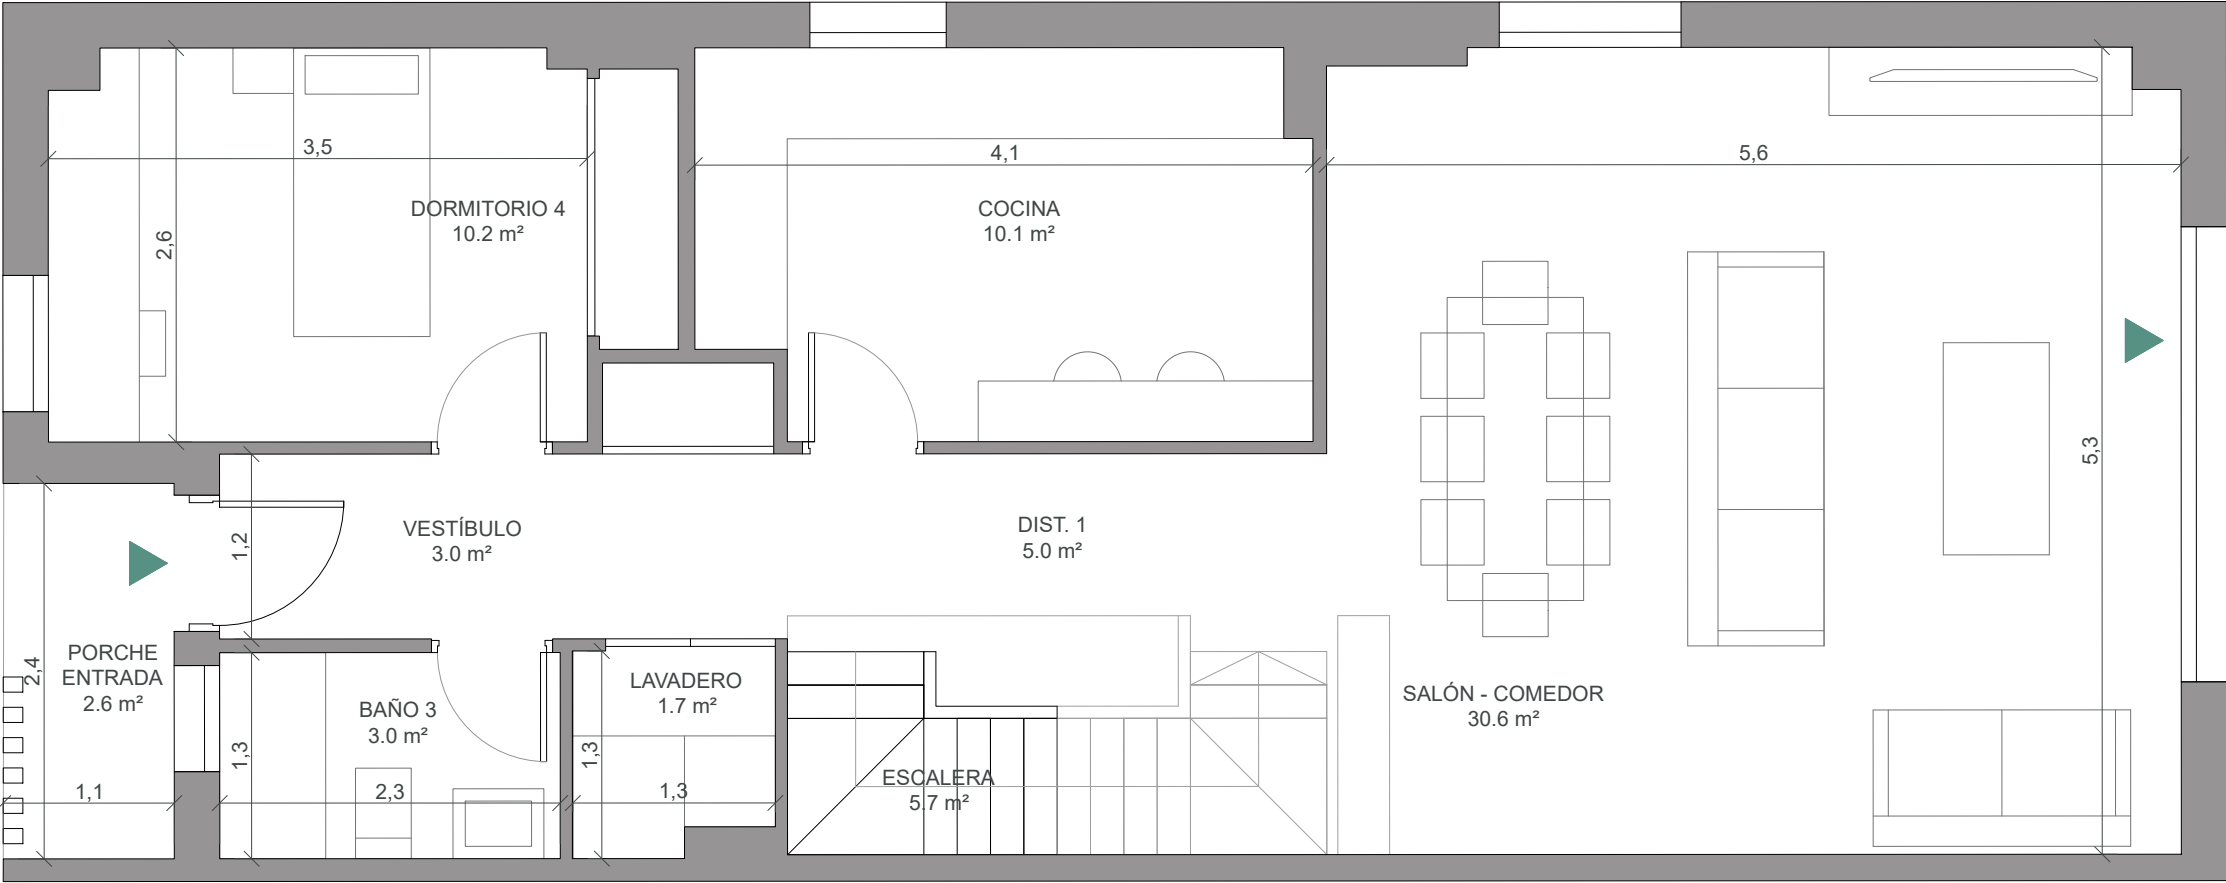 3,5
4,1
5,6
DORMITORIO 4
10.2 m²
COCINA
10.1 m²
2,6
5,3
VESTÍBULO
3.0 m²
DIST. 1
5.0 m²
1,2
PORCHE
ENTRADA
2.6 m²
2,4
LAVADERO
1.7 m²
SALÓN - COMEDOR
30.6 m²
BAÑO 3
3.0 m²
1,3
1,3
ESCALERA
5.7 m²
1,1
2,3
1,3